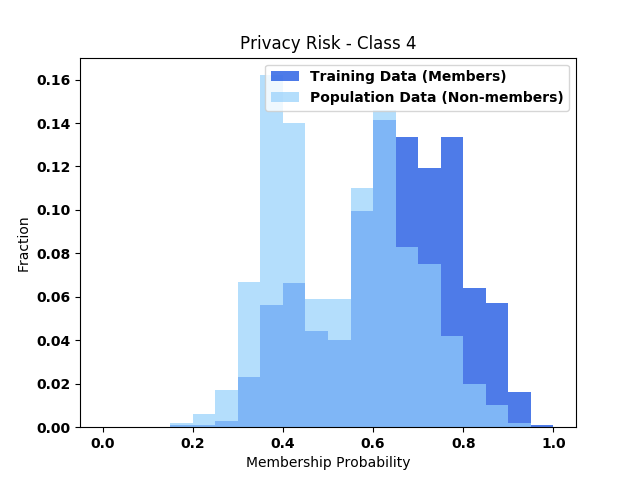 Privacy Risk - Class 4
Training Data (Members)
Population Data (Non-members)
0.16
0.14
0.12
0.10
0.08
0.06
0.04
0.02
0.00
Fraction
0.0 0.2 0.4 0.6 0.8 1.0
Membership Probability